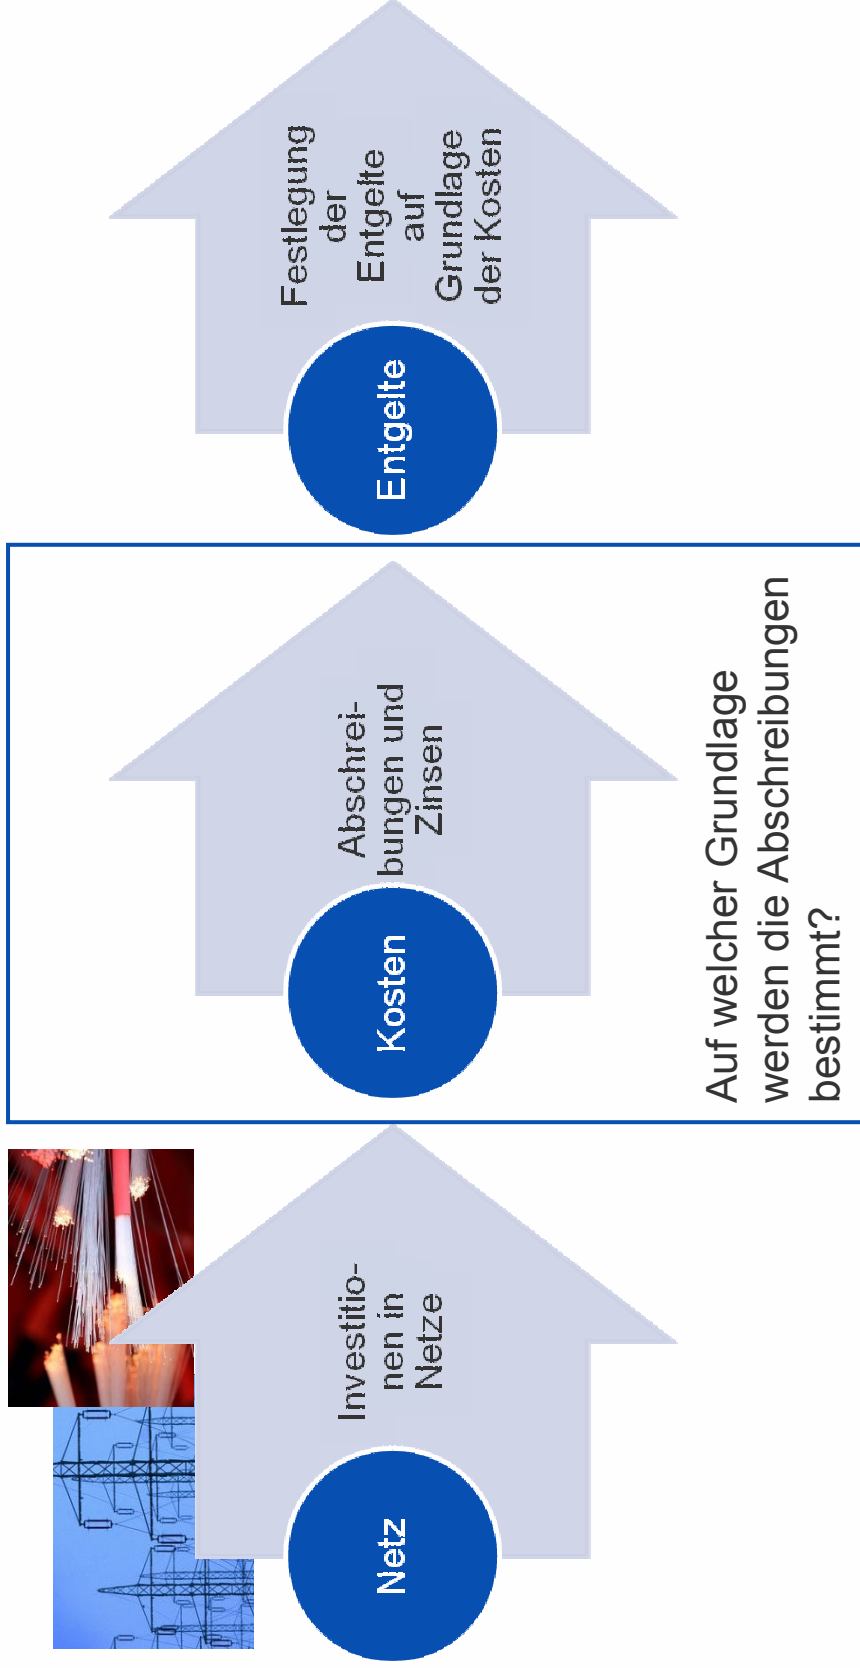 Netz
Investitio-
nen in
Netze
Kosten
Abschrei-
bungen und
Zinsen
Auf welcher Grundlage
werden die Abschreibungen
bestimmt?
Entgelte
Festlegung
der
Entgelte
auf
Grundlage
der Kosten